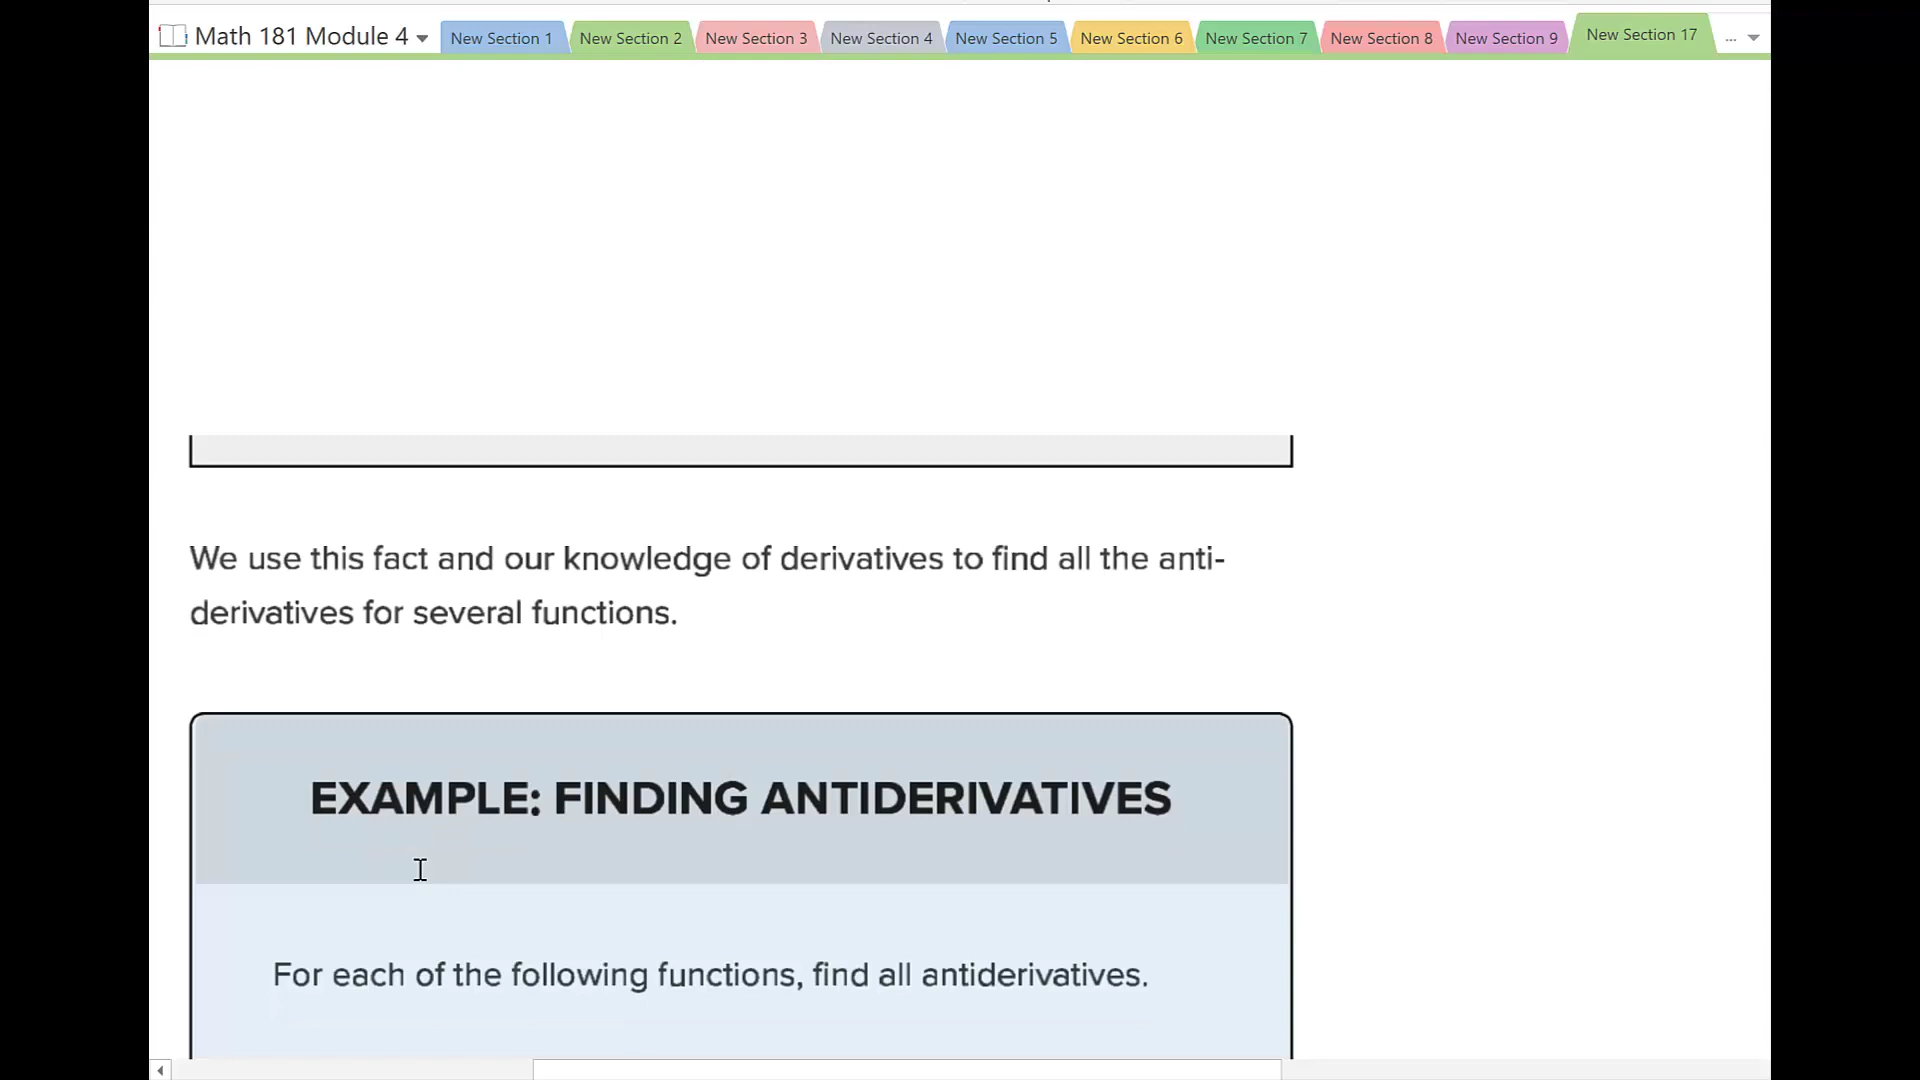 Math 181 Module 4 New Section 1 New Section 2 New Section 3 New Section 4 New Section 5 New Section 6 New Section 7 New Section 8 New Section 9 New Section 17 ...
We use this fact and our knowledge of derivatives to find all the anti-
derivatives for several functions.
EXAMPLE: FINDING ANTIDERIVATIVES
For each of the following functions, find all antiderivatives.